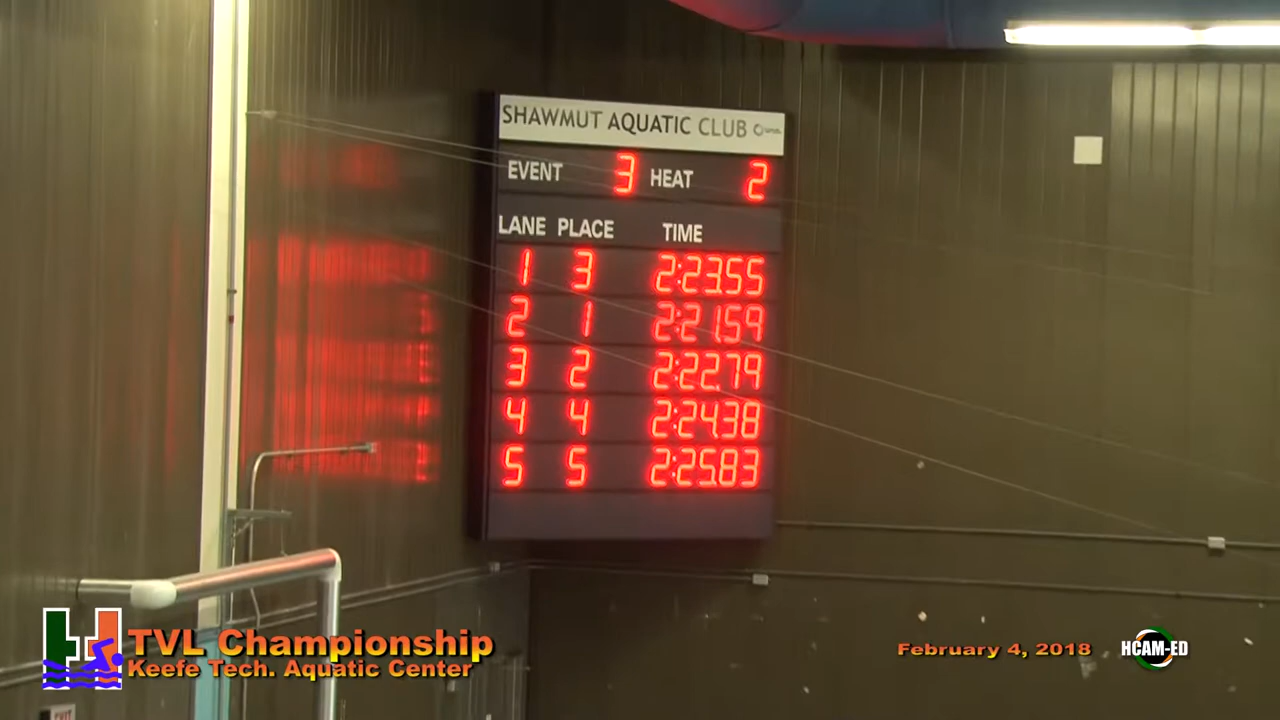 SHAWMUT AQUATIC CLUB
EVENT 3 HEAT 2
LANE PLACE TIME
1 3 2:23.55
2 1 2:21.59
3 2 2:22.79
4 4 2:24.38
5 5 2:25.83
TVL Championship
Keefe Tech. Aquatic Center
February 4, 2018
HCAM-ED
EXIT